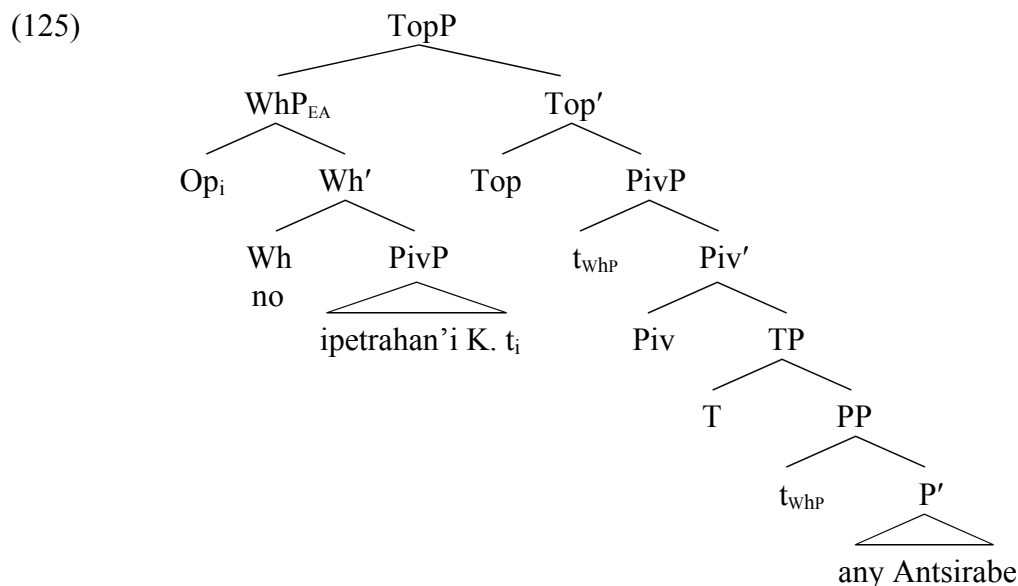 (125) TopP
WhP_EA Top′
Op_i Wh′ Top PivP
Wh PivP t_WhP Piv′
no
ipetrahan’i K. t_i Piv TP
T PP
t_WhP P′
any Antsirabe